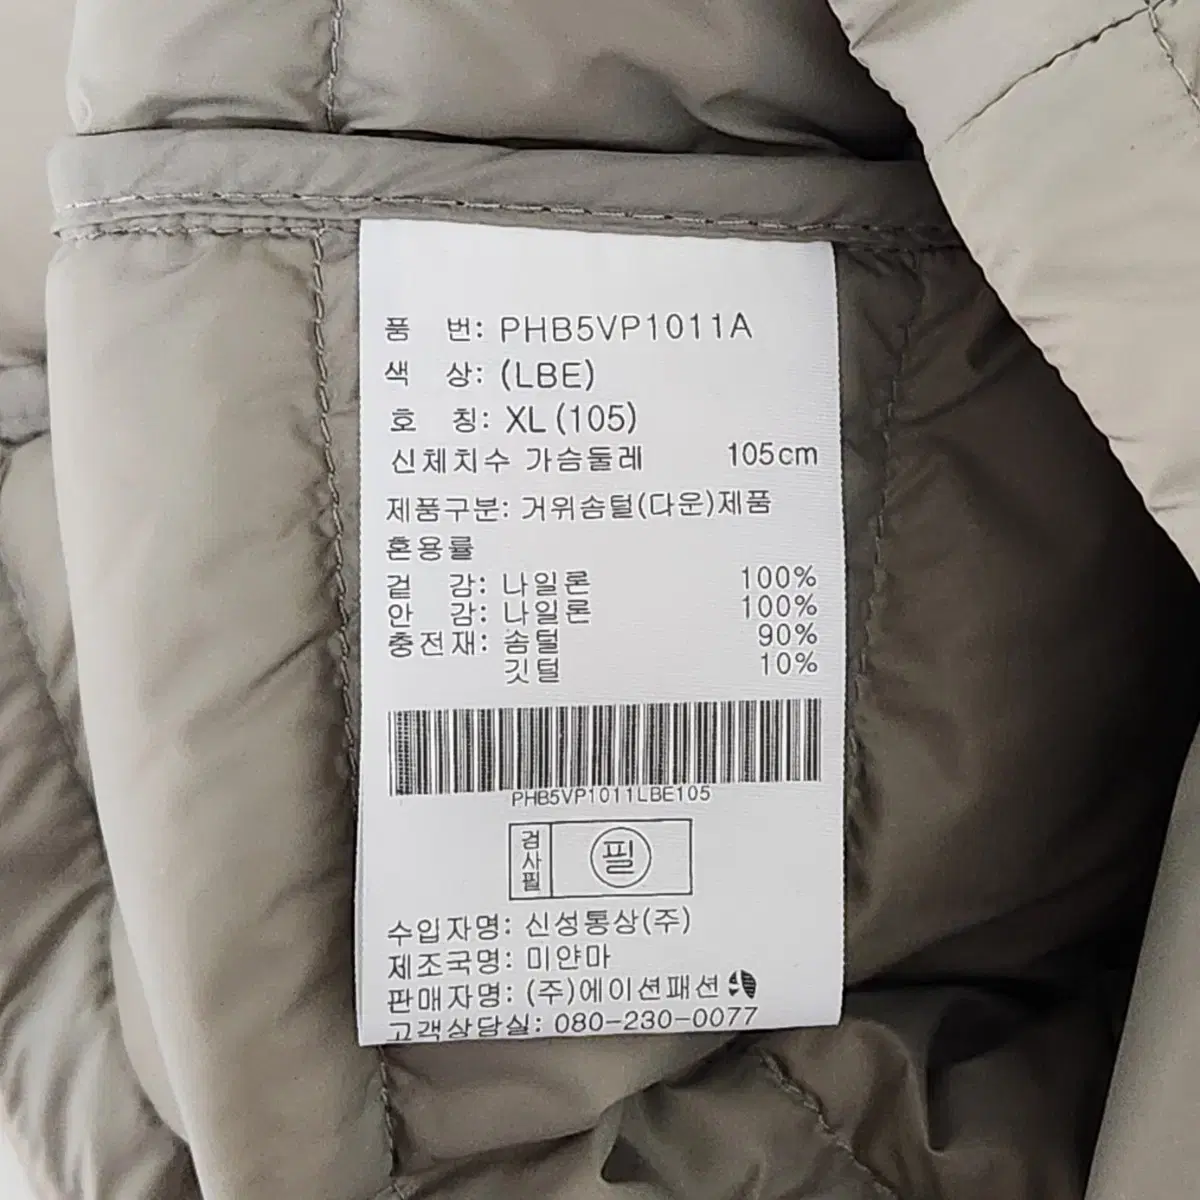 품 번: PHB5VP1011A
색 상: (LBE)
호 칭: XL(105)
신체치수 가슴둘레 105cm
제품구분: 거위솜털(다운)제품
혼용률
겉 감: 나일론 100%
안 감: 나일론 100%
충전재: 솜털 90%
깃털 10%
PHB5VP1011LBE105
검사필 필
수입자명: 신성통상(주)
제조국명: 미얀마
판매자명: (주)에이션패션
고객상담실: 080-230-0077